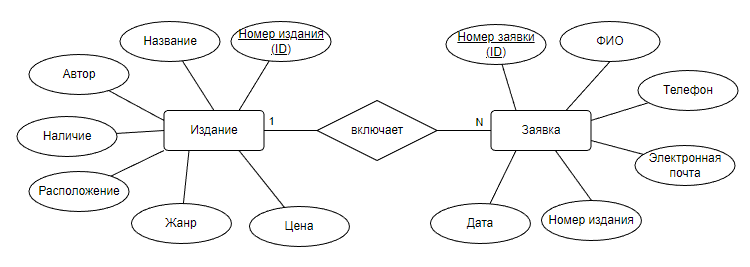 Название
Номер издания
(ID)
Автор
Наличие
Расположение
Жанр
Цена
Издание
1
включает
N
Заявка
Номер заявки
(ID)
ФИО
Телефон
Электронная
почта
Номер издания
Дата